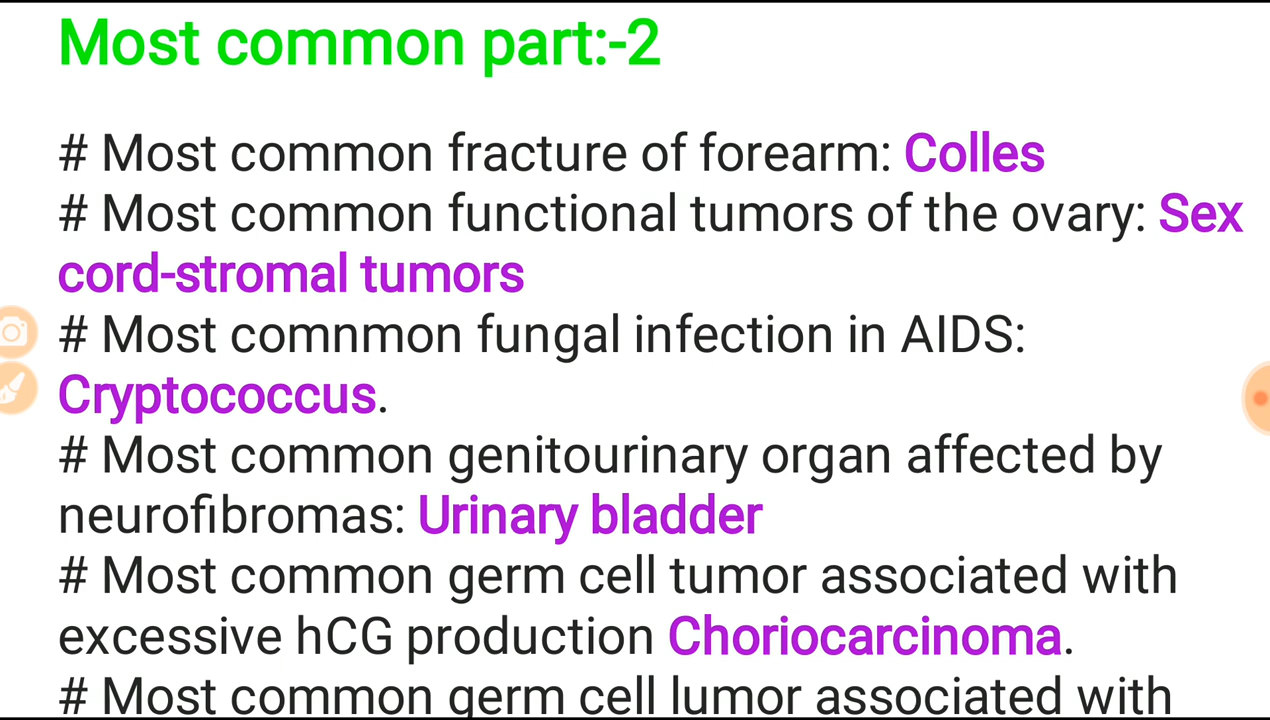 Most common part:-2
# Most common fracture of forearm: Colles
# Most common functional tumors of the ovary: Sex
cord-stromal tumors
# Most comnmon fungal infection in AIDS:
Cryptococcus.
# Most common genitourinary organ affected by
neurofibromas: Urinary bladder
# Most common germ cell tumor associated with
excessive hCG production Choriocarcinoma.
# Most common germ cell lumor associated with